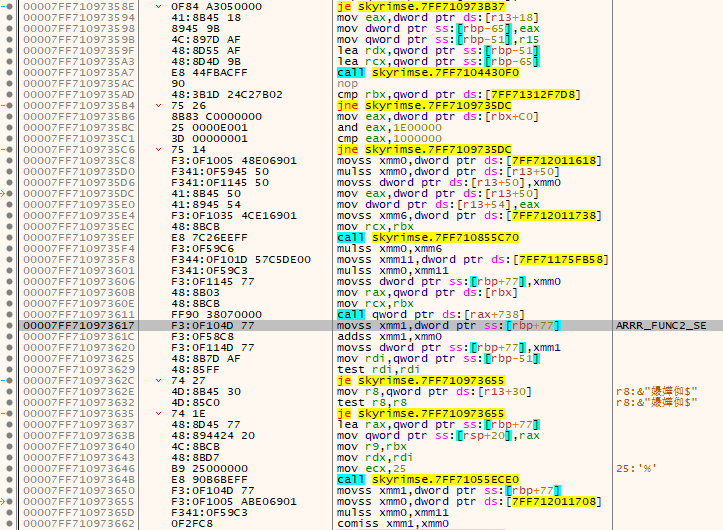 00007FF71097358E 0F84 A3050000 je skyrimse.7FF710973B37
00007FF710973594 41:8B45 18 mov eax,dword ptr ds:[r13+18]
00007FF710973598 8945 9B mov dword ptr ss:[rbp-65],eax
00007FF71097359B 4C:897D AF mov qword ptr ss:[rbp-51],r15
00007FF71097359F 48:8D55 AF lea rdx,qword ptr ss:[rbp-51]
00007FF7109735A3 48:8D4D 9B lea rcx,qword ptr ss:[rbp-65]
00007FF7109735A7 E8 44FBACFF call skyrimse.7FF7104430F0
00007FF7109735AC 90 nop
00007FF7109735AD 48:3B1D 24C27B02 cmp rbx,qword ptr ds:[7FF71312F7D8]
00007FF7109735B4 75 26 jne skyrimse.7FF7109735DC
00007FF7109735B6 8B83 C0000000 mov eax,dword ptr ds:[rbx+C0]
00007FF7109735BC 25 0000E001 and eax,1E00000
00007FF7109735C1 3D 00000001 cmp eax,1000000
00007FF7109735C6 75 14 jne skyrimse.7FF7109735DC
00007FF7109735C8 F3:0F1005 48E06901 movss xmm0,dword ptr ds:[7FF712011618]
00007FF7109735D0 F341:0F5945 50 mulss xmm0,dword ptr ds:[r13+50]
00007FF7109735D6 F341:0F1145 50 movss dword ptr ds:[r13+50],xmm0
00007FF7109735DC 41:8B45 50 mov eax,dword ptr ds:[r13+50]
00007FF7109735E0 41:8945 54 mov dword ptr ds:[r13+54],eax
00007FF7109735E4 F3:0F1035 4CE16901 movss xmm6,dword ptr ds:[7FF712011738]
00007FF7109735EC 48:8BCB mov rcx,rbx
00007FF7109735EF E8 7C26EEFF call skyrimse.7FF710855C70
00007FF7109735F4 F3:0F59C6 mulss xmm0,xmm6
00007FF7109735F8 F344:0F101D 57C5DE00 movss xmm11,dword ptr ds:[7FF71175FB58]
00007FF710973601 F341:0F59C3 mulss xmm0,xmm11
00007FF710973606 F3:0F1145 77 movss dword ptr ss:[rbp+77],xmm0
00007FF71097360B 48:8B03 mov rax,qword ptr ds:[rbx]
00007FF71097360E 48:8BCB mov rcx,rbx
00007FF710973611 FF90 38070000 call qword ptr ds:[rax+738]
00007FF710973617 F3:0F104D 77 movss xmm1,dword ptr ss:[rbp+77] ARRR_FUNC2_SE
00007FF71097361C F3:0F58C8 addss xmm1,xmm0
00007FF710973620 F3:0F114D 77 movss dword ptr ss:[rbp+77],xmm1
00007FF710973625 48:8B7D AF mov rdi,qword ptr ss:[rbp-51]
00007FF710973629 48:85FF test rdi,rdi
00007FF71097362C 74 27 je skyrimse.7FF710973655
00007FF71097362E 4D:8B45 30 mov r8,qword ptr ds:[r13+30]
00007FF710973632 4D:85C0 test r8,r8
00007FF710973635 74 1E je skyrimse.7FF710973655
00007FF710973637 48:8D45 77 lea rax,qword ptr ss:[rbp+77]
00007FF71097363B 48:894424 20 mov qword ptr ss:[rsp+20],rax
00007FF710973640 4C:8BCB mov r9,rbx
00007FF710973643 48:8BD7 mov rdx,rdi
00007FF710973646 B9 25000000 mov ecx,25 25:'%'
00007FF71097364B E8 90B6BEFF call skyrimse.7FF71055ECE0
00007FF710973650 F3:0F104D 77 movss xmm1,dword ptr ss:[rbp+77]
00007FF710973655 F3:0F1005 ABE06901 movss xmm0,dword ptr ds:[7FF712011708]
00007FF71097365D F341:0F59C3 mulss xmm0,xmm11
00007FF710973662 0F2FC8 comiss xmm1,xmm0